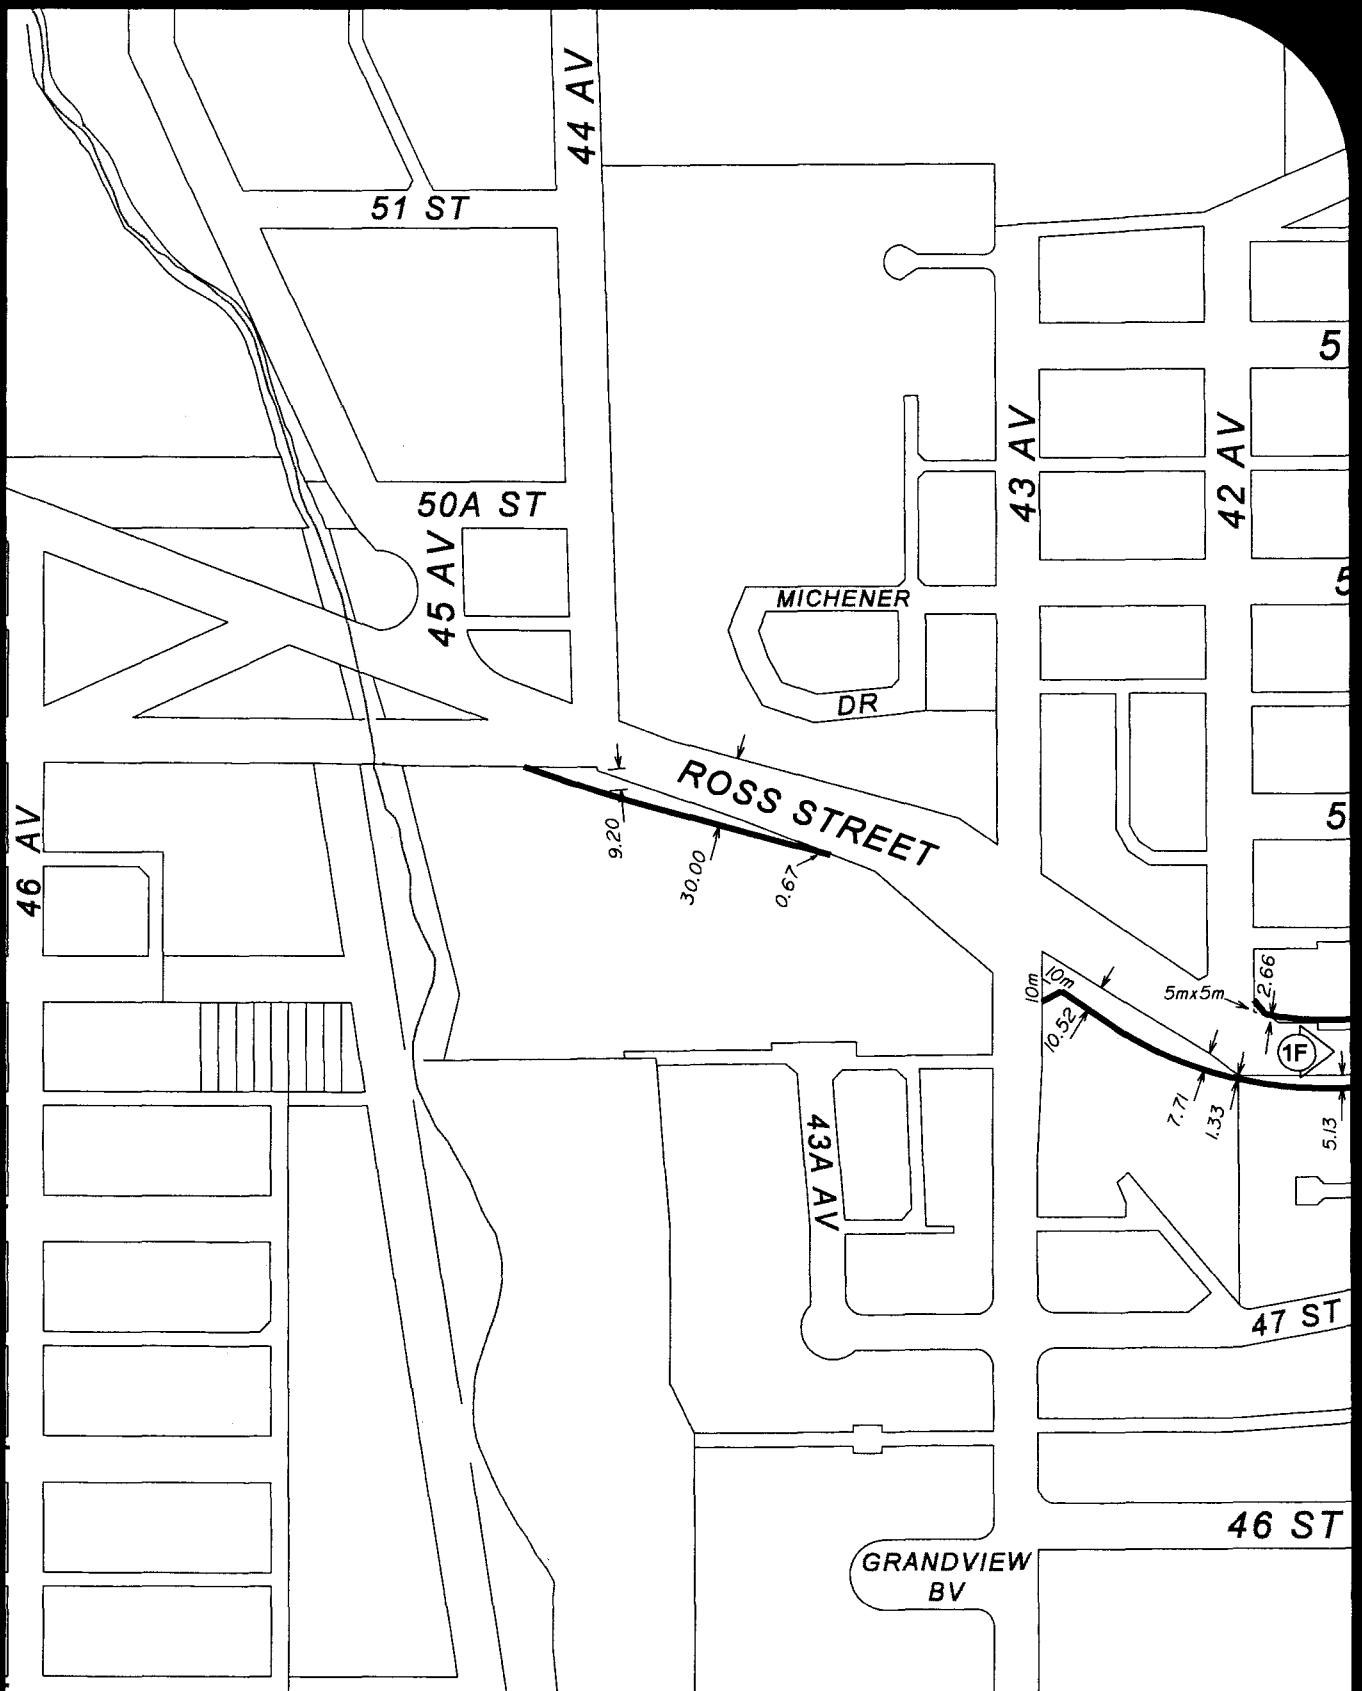 44 AV
51 ST
5
43 AV
42 AV
50A ST
45 AV
5
MICHENER
DR
ROSS STREET
5
46 AV
9.20
30.00
0.67
10m
10m
10.52
5mx5m
2.66
1F
7.71
1.33
5.13
43A AV
47 ST
46 ST
GRANDVIEW
BV